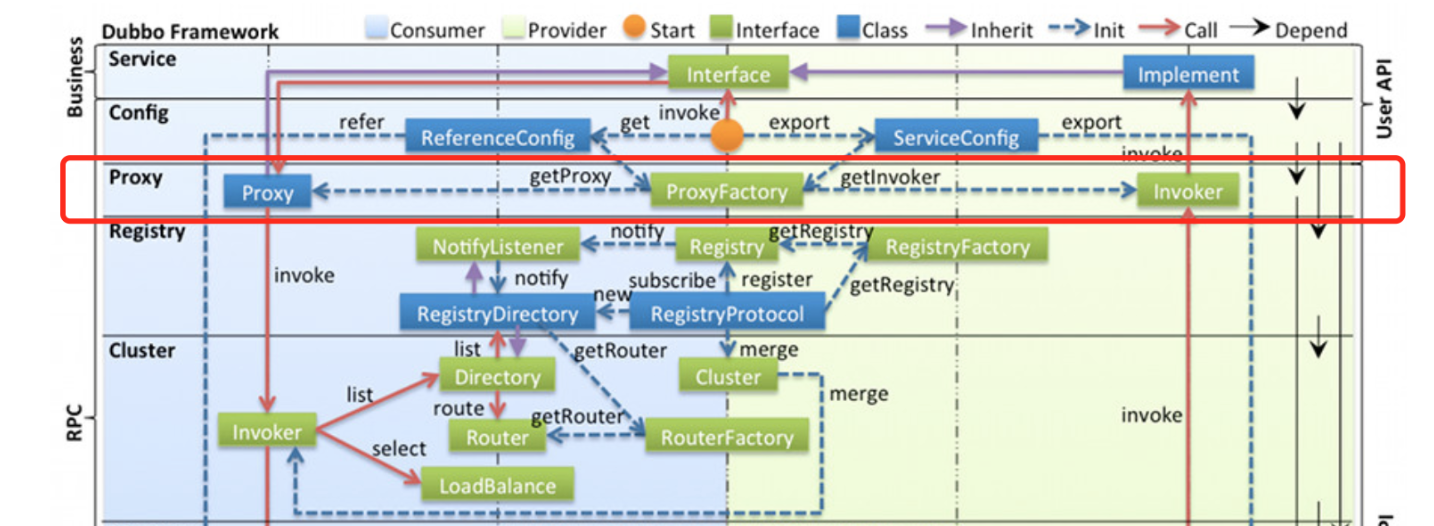 Dubbo Framework
Consumer
Provider
Start
Interface
Class
Inherit
Init
Call
Depend
Business
Service
Interface
Implement
User API
Config
refer
ReferenceConfig
get
invoke
export
ServiceConfig
export
invoke
Proxy
Proxy
getProxy
ProxyFactory
getInvoker
Invoker
Registry
NotifyListener
notify
Registry
getRegistry
RegistryFactory
invoke
notify
subscribe
register
getRegistry
new
RegistryDirectory
RegistryProtocol
Cluster
list
getRouter
merge
Directory
Cluster
list
merge
route
getRouter
RPC
Invoker
Router
RouterFactory
invoke
select
LoadBalance
PI